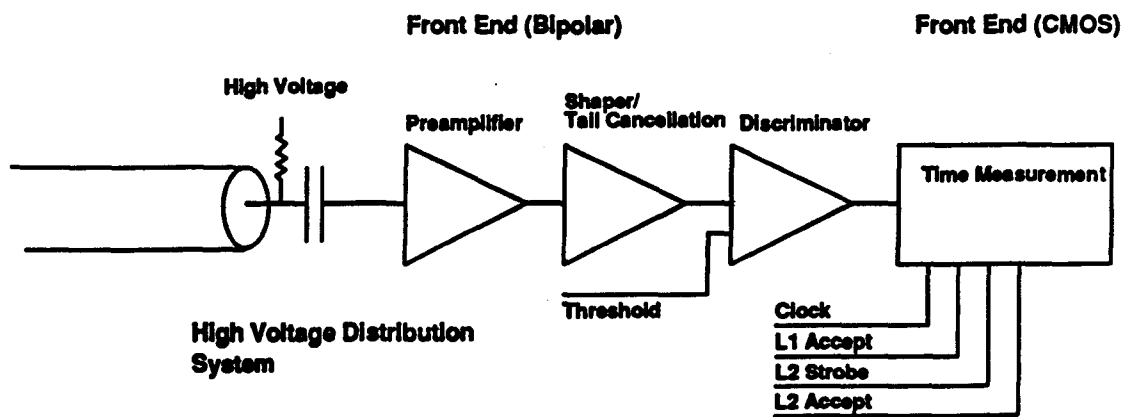 Front End (Bipolar)
Front End (CMOS)
High Voltage
Preamplifier
Shaper/
Tail Cancellation
Discriminator
Time Measurement
Threshold
High Voltage Distribution
System
Clock
L1 Accept
L2 Strobe
L2 Accept